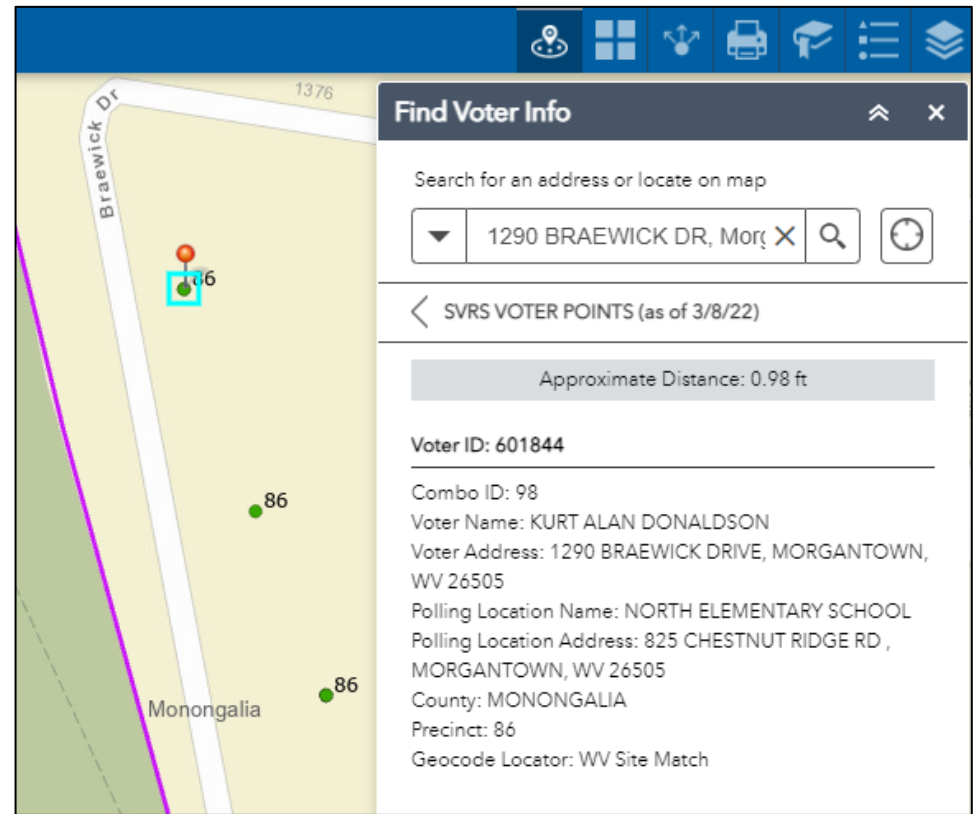 1376
Braewick Dr
86
86
86
Monongalia
Find Voter Info
Search for an address or locate on map
1290 BRAEWICK DR, Morg
SVRS VOTER POINTS (as of 3/8/22)
Approximate Distance: 0.98 ft
Voter ID: 601844
Combo ID: 98
Voter Name: KURT ALAN DONALDSON
Voter Address: 1290 BRAEWICK DRIVE, MORGANTOWN,
WV 26505
Polling Location Name: NORTH ELEMENTARY SCHOOL
Polling Location Address: 825 CHESTNUT RIDGE RD ,
MORGANTOWN, WV 26505
County: MONONGALIA
Precinct: 86
Geocode Locator: WV Site Match